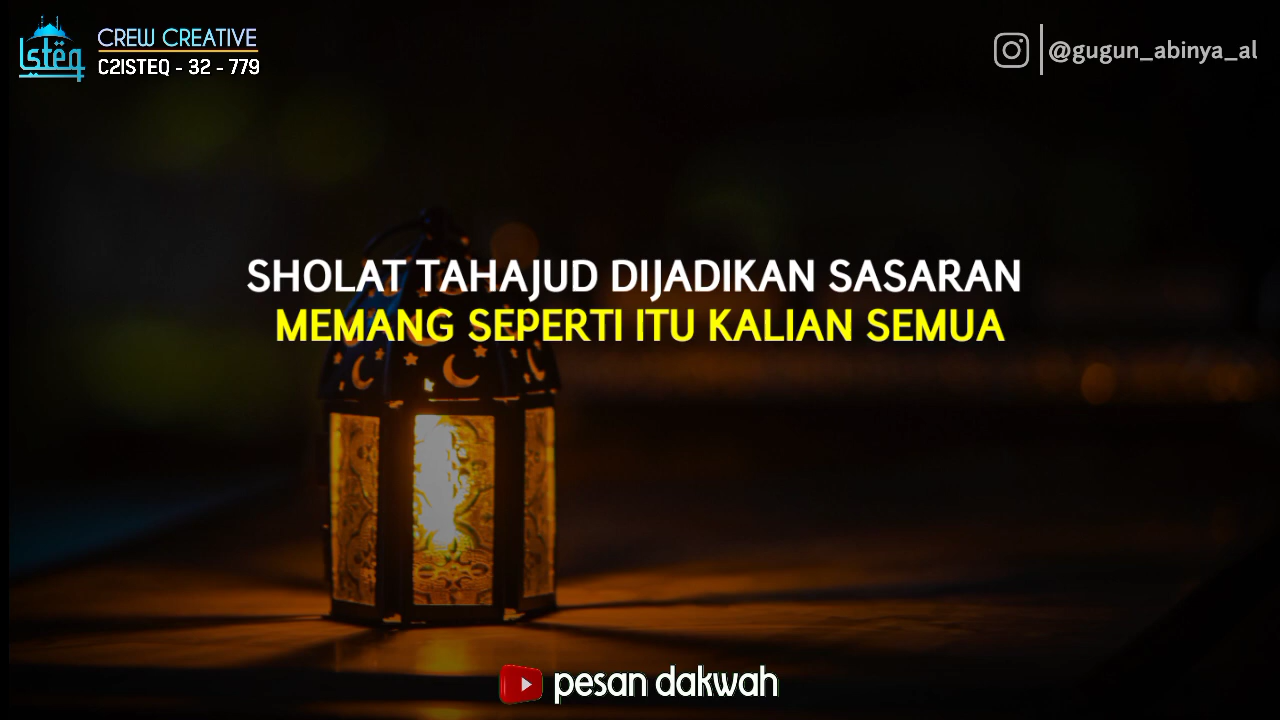 Isteq
CREW CREATIVE
C2ISTEQ - 32 - 779
@gugun_abinya_al
SHOLAT TAHAJUD DIJADIKAN SASARAN
MEMANG SEPERTI ITU KALIAN SEMUA
pesan dakwah